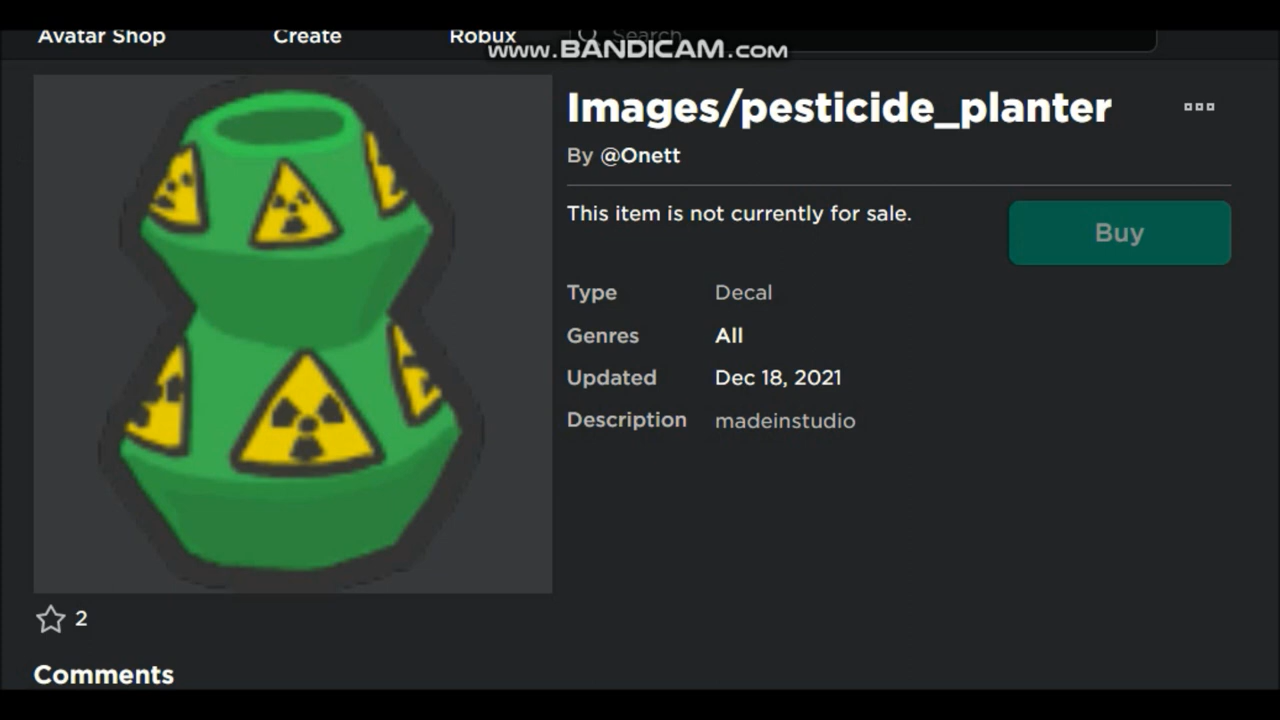 Avatar Shop Create Robux Search
www.BANDICAM.com
Images/pesticide_planter
By @Onett
This item is not currently for sale.
Buy
Type Decal
Genres All
Updated Dec 18, 2021
Description madeinstudio
2
Comments